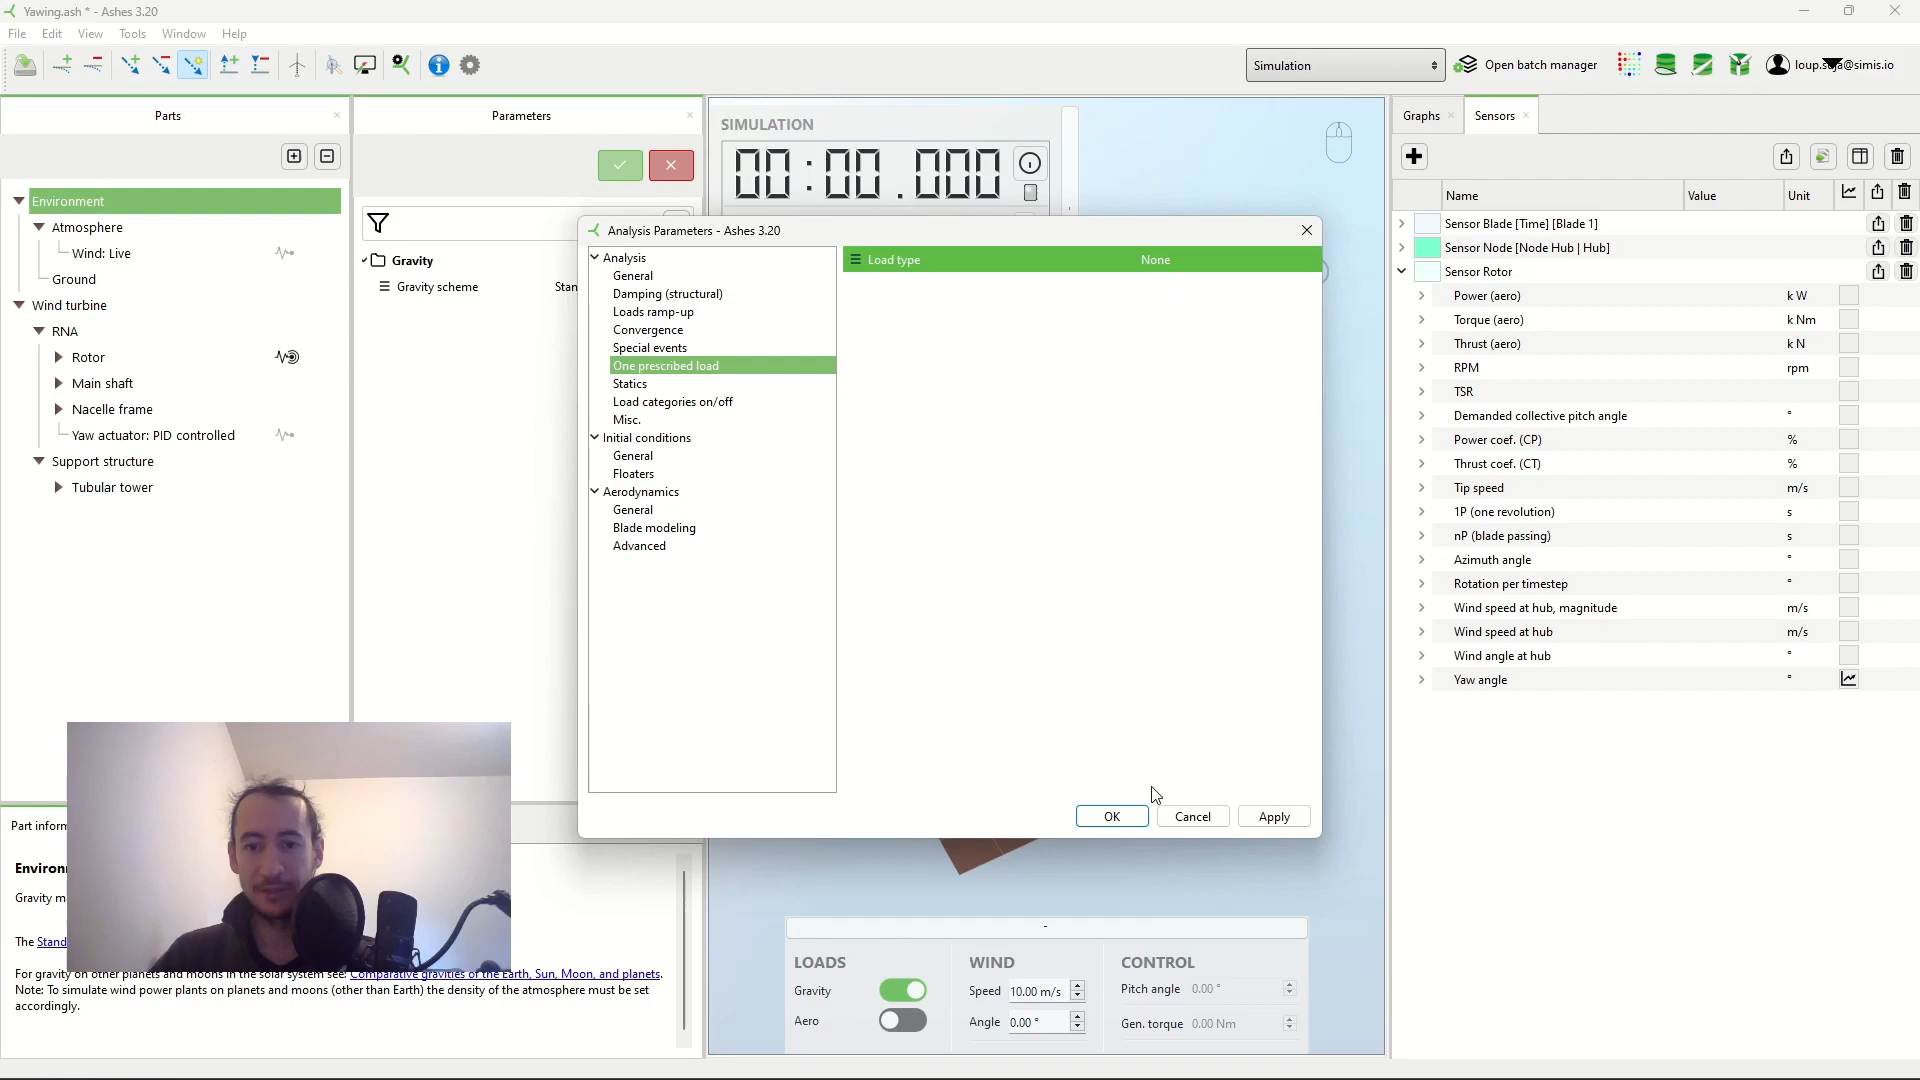 Yawing.ash * - Ashes 3.20
File Edit View Tools Window Help
Simulation
Open batch manager
Parts
Environment
Atmosphere
Wind: Live
Ground
Wind turbine
RNA
Rotor
Main shaft
Nacelle frame
Yaw actuator: PID controlled
Support structure
Tubular tower
Parameters
Gravity
Gravity scheme
SIMULATION
00:00.000
Analysis Parameters - Ashes 3.20
Analysis
General
Damping (structural)
Loads ramp-up
Convergence
Special events
One prescribed load
Statics
Load categories on/off
Misc.
Initial conditions
General
Floaters
Aerodynamics
General
Blade modeling
Advanced
Load type None
OK Cancel Apply
Graphs Sensors
Name Value Unit
Sensor Blade [Time] [Blade 1]
Sensor Node [Node Hub | Hub]
Sensor Rotor
Power (aero) kW
Torque (aero) kNm
Thrust (aero) kN
RPM rpm
TSR
Demanded collective pitch angle °
Power coef. (CP) %
Thrust coef. (CT) %
Tip speed m/s
1P (one revolution) s
nP (blade passing) s
Azimuth angle °
Rotation per timestep °
Wind speed at hub, magnitude m/s
Wind speed at hub m/s
Wind angle at hub °
Yaw angle °
Gravity
The
For gravity on other planets and moons in the solar system see: Comparative gravities of the Earth, Sun, Moon, and planets.
Note: To simulate wind power plants on planets and moons (other than Earth) the density of the atmosphere must be set
accordingly.
-
LOADS WIND CONTROL
Gravity Speed 10.00 m/s Pitch angle 0.00 °
Aero Angle 0.00 ° Gen. torque 0.00 Nm